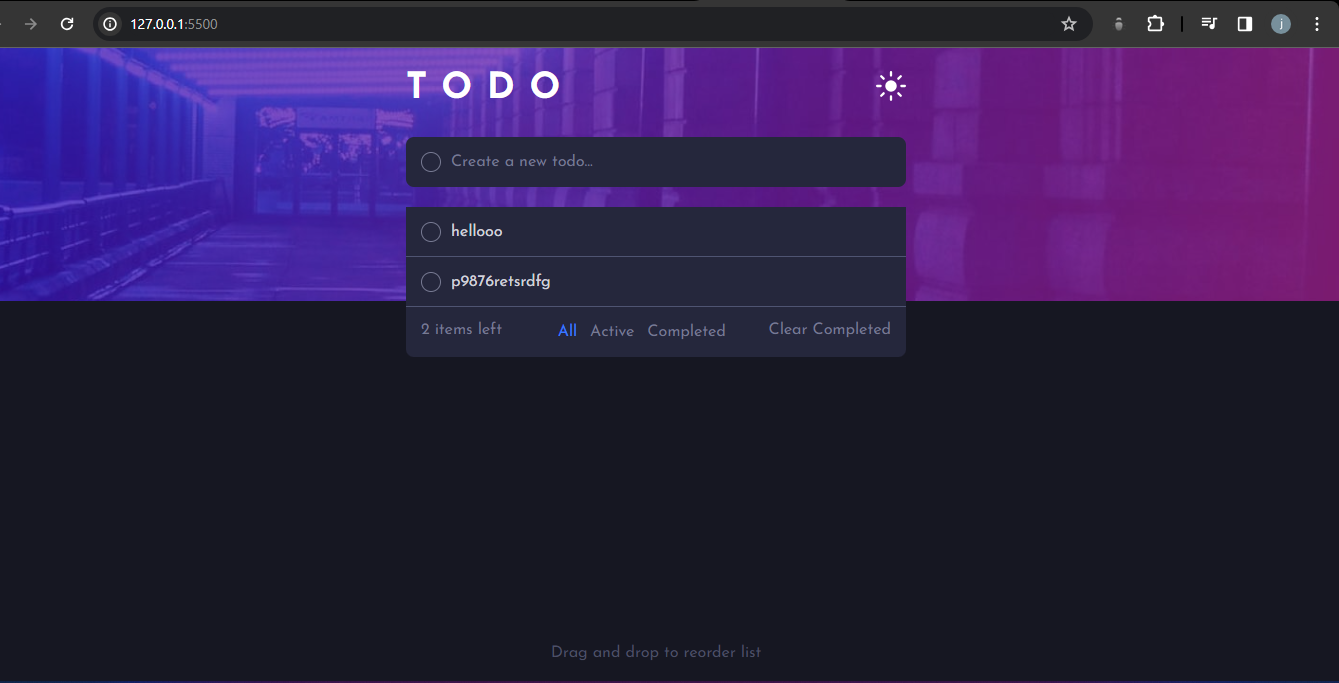 127.0.0.1:5500
j
TODO
Create a new todo...
hellooo
p9876retsrdfg
2 items left All Active Completed Clear Completed
Drag and drop to reorder list